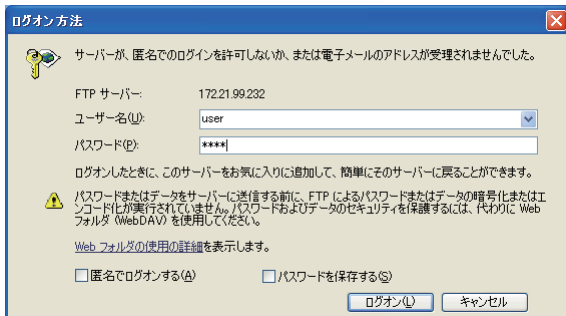 ログオン方法
サーバーが、匿名でのログインを許可しないか、または電子メールのアドレスが受理されませんでした。
FTP サーバー: 172.21.99.232
ユーザー名(U): user
パスワード(P): ****
ログオンしたときに、このサーバーをお気に入りに追加して、簡単にそのサーバーに戻ることができます。
パスワードまたはデータをサーバーに送信する前に、FTP によるパスワードまたはデータの暗号化またはエ
ンコード化が実行されていません。パスワードおよびデータのセキュリティを保護するには、代わりに Web
フォルダ (WebDAV) を使用してください。
Web フォルダの使用の詳細を表示します。
匿名でログオンする(A) パスワードを保存する(S)
ログオン(L) キャンセル